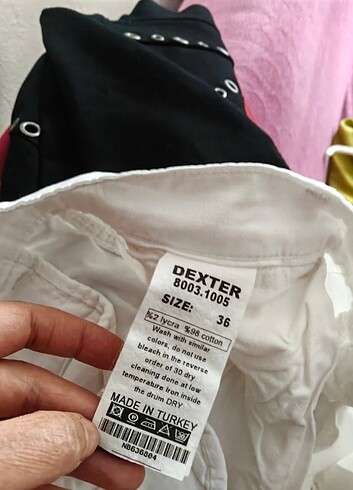 DEXTER
8003.1005
SIZE: 36
%2 lycra %98 cotton
Wash with similar
colors, do not use
bleach in the reverse
order of 30 dry
cleaning done at low
temperature iron inside
the drum DRY
MADE IN TURKEY
N8636804